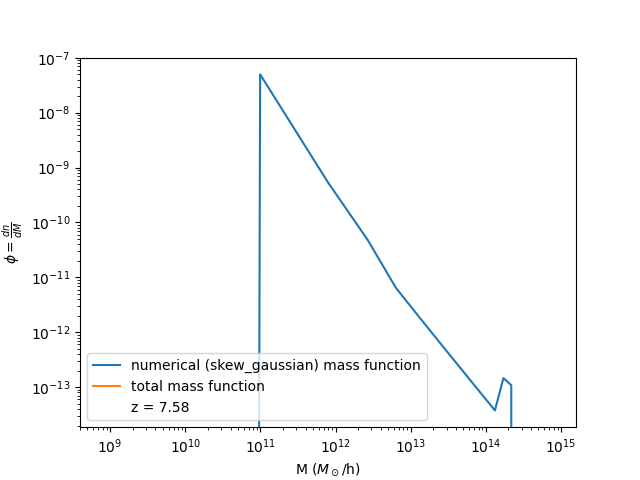 10⁻⁷
10⁻⁸
10⁻⁹
10⁻¹⁰
10⁻¹¹
10⁻¹²
10⁻¹³
ϕ = dn/dM
numerical (skew_gaussian) mass function
total mass function
z = 7.58
10⁹ 10¹⁰ 10¹¹ 10¹² 10¹³ 10¹⁴ 10¹⁵
M (M⊙/h)